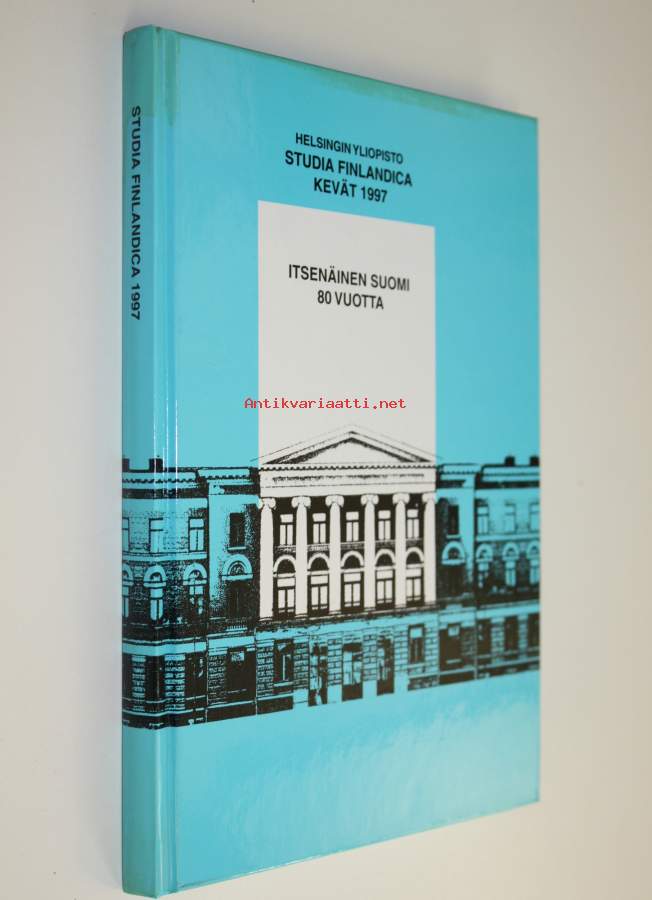 STUDIA FINLANDICA 1997
HELSINGIN YLIOPISTO
STUDIA FINLANDICA
KEVÄT 1997
ITSENÄINEN SUOMI
80 VUOTTA
Antikvariaatti.net